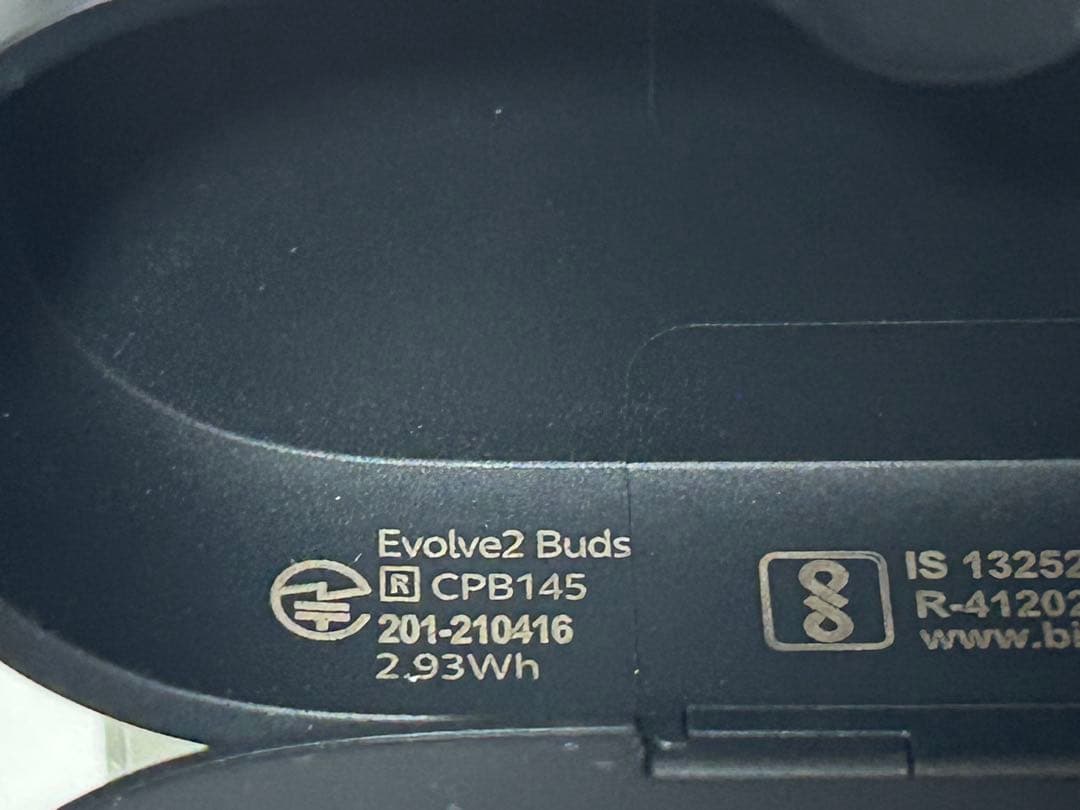 Evolve2 Buds
R CPB145
201-210416
2.93Wh
IS 13252
R-41202
www.bi